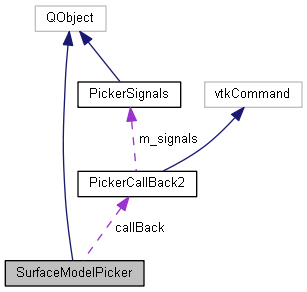 QObject
PickerSignals
vtkCommand
m_signals
PickerCallBack2
callBack
SurfaceModelPicker